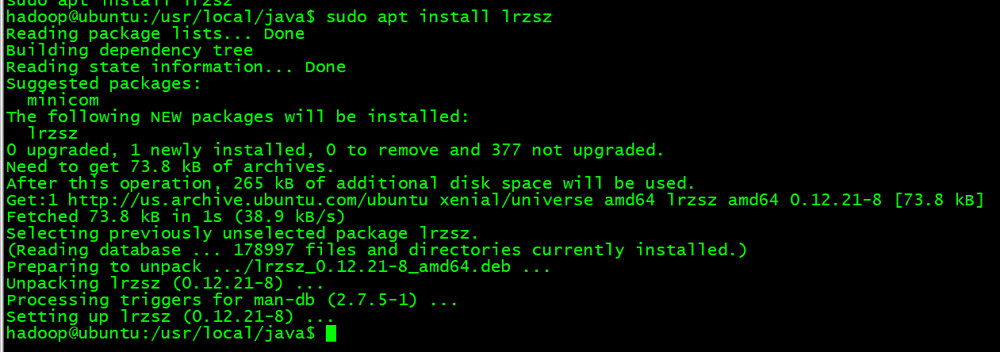 sudo apt install lrzsz
hadoop@ubuntu:/usr/local/java$ sudo apt install lrzsz
Reading package lists... Done
Building dependency tree
Reading state information... Done
Suggested packages:
  minicom
The following NEW packages will be installed:
  lrzsz
0 upgraded, 1 newly installed, 0 to remove and 377 not upgraded.
Need to get 73.8 kB of archives.
After this operation, 265 kB of additional disk space will be used.
Get:1 http://us.archive.ubuntu.com/ubuntu xenial/universe amd64 lrzsz amd64 0.12.21-8 [73.8 kB]
Fetched 73.8 kB in 1s (38.9 kB/s)
Selecting previously unselected package lrzsz.
(Reading database ... 178997 files and directories currently installed.)
Preparing to unpack .../lrzsz_0.12.21-8_amd64.deb ...
Unpacking lrzsz (0.12.21-8) ...
Processing triggers for man-db (2.7.5-1) ...
Setting up lrzsz (0.12.21-8) ...
hadoop@ubuntu:/usr/local/java$